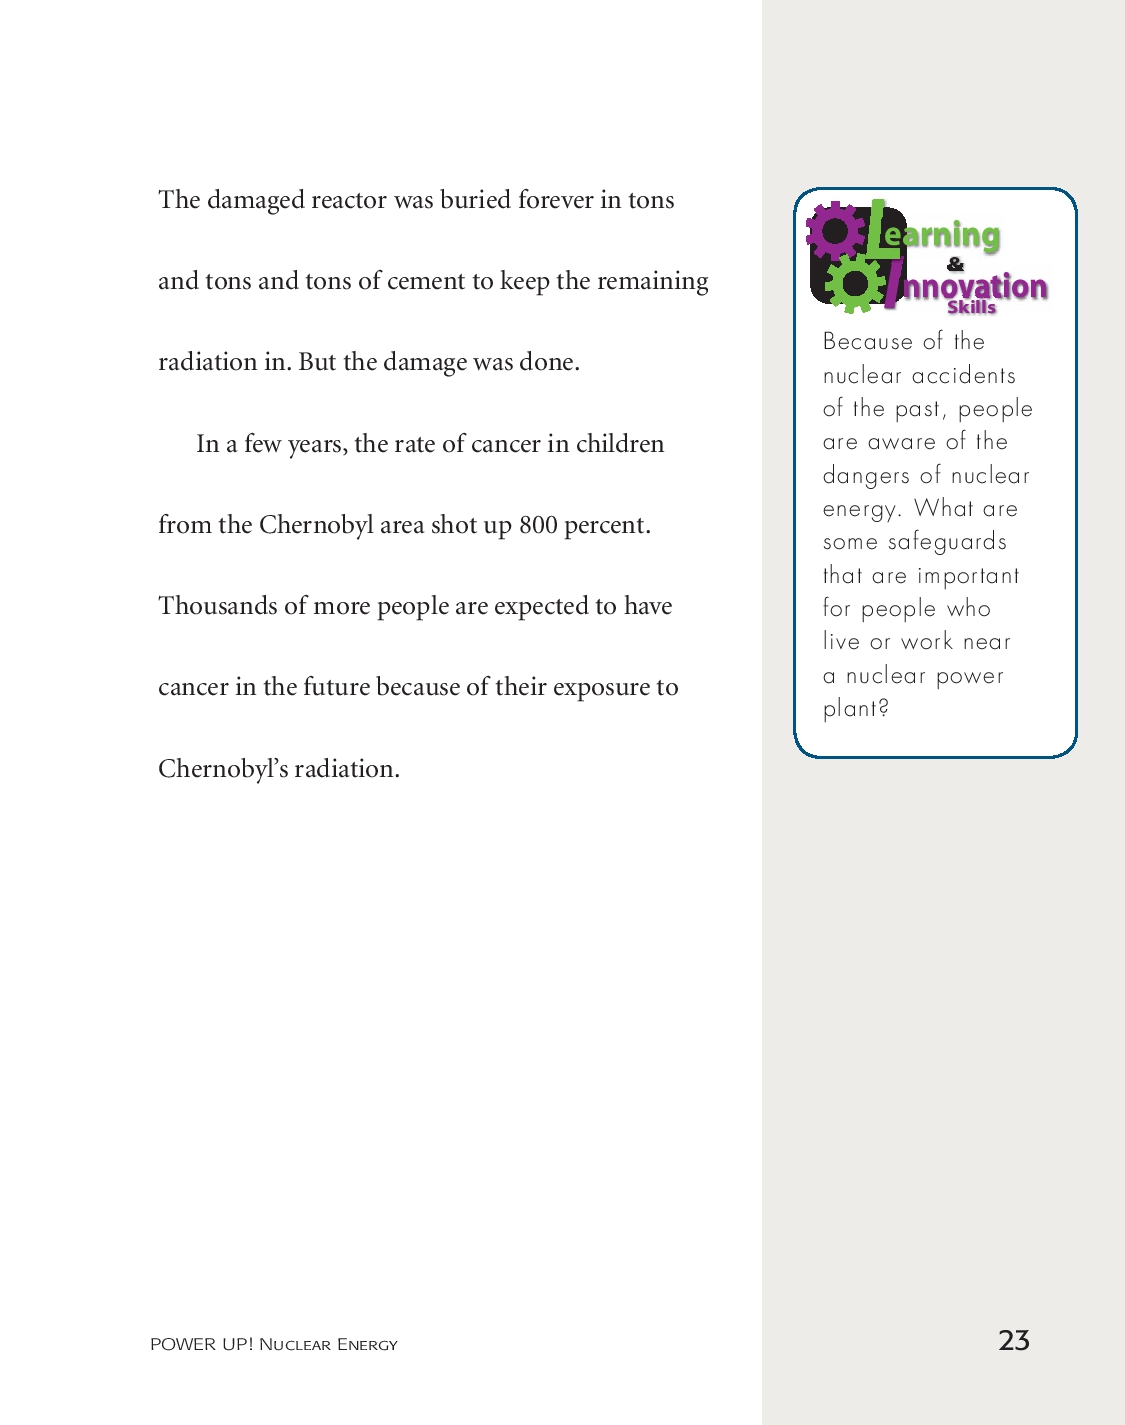 The damaged reactor was buried forever in tons
and tons and tons of cement to keep the remaining
radiation in. But the damage was done.
In a few years, the rate of cancer in children
from the Chernobyl area shot up 800 percent.
Thousands of more people are expected to have
cancer in the future because of their exposure to
Chernobyl’s radiation.
Learning
&
Innovation
Skills
Because of the
nuclear accidents
of the past, people
are aware of the
dangers of nuclear
energy. What are
some safeguards
that are important
for people who
live or work near
a nuclear power
plant?
POWER UP! Nuclear Energy
23